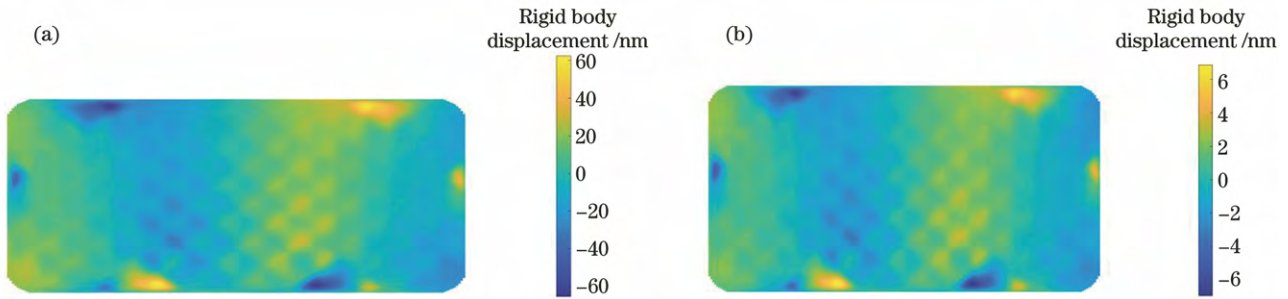 (a)
Rigid body
displacement /nm
60
40
20
0
−20
−40
−60
(b)
Rigid body
displacement /nm
6
4
2
0
−2
−4
−6